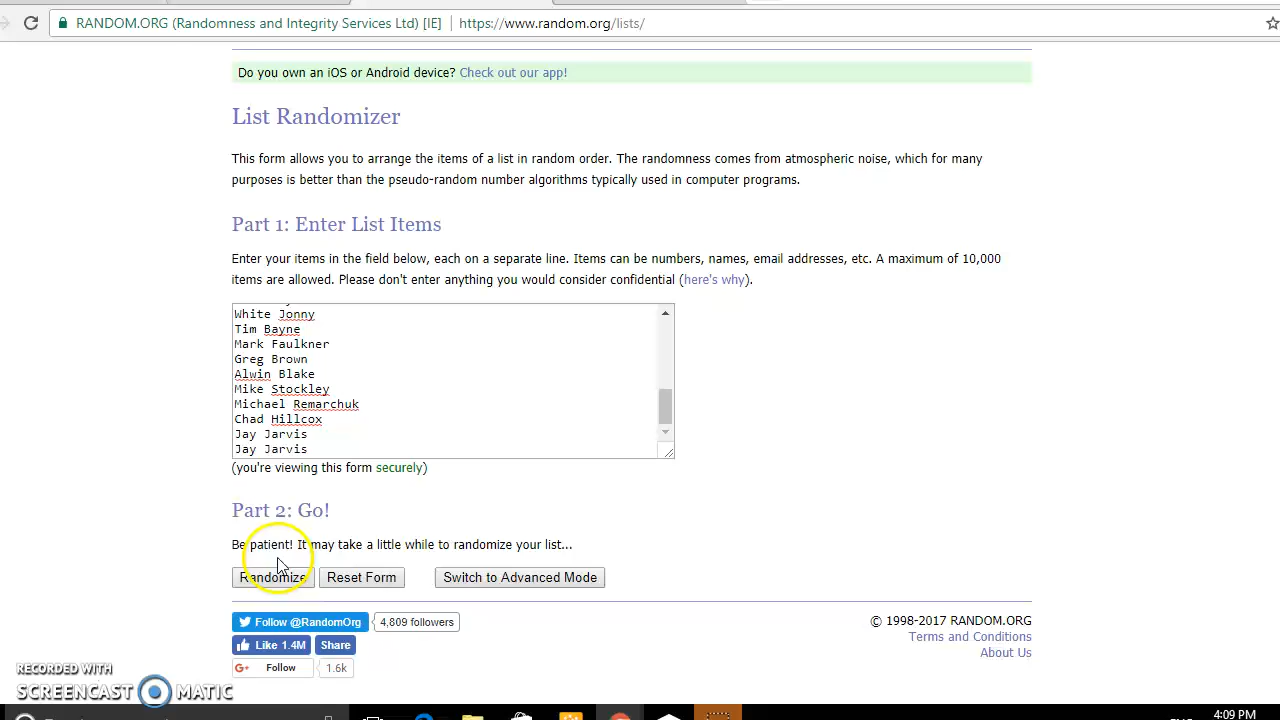 RANDOM.ORG (Randomness and Integrity Services Ltd) [IE] https://www.random.org/lists/
Do you own an iOS or Android device? Check out our app!
List Randomizer
This form allows you to arrange the items of a list in random order. The randomness comes from atmospheric noise, which for many
purposes is better than the pseudo-random number algorithms typically used in computer programs.
Part 1: Enter List Items
Enter your items in the field below, each on a separate line. Items can be numbers, names, email addresses, etc. A maximum of 10,000
items are allowed. Please don't enter anything you would consider confidential (here's why).
White Jonny
Tim Bayne
Mark Faulkner
Greg Brown
Alwin Blake
Mike Stockley
Michael Remarchuk
Chad Hillcox
Jay Jarvis
Jay Jarvis
(you're viewing this form securely)
Part 2: Go!
Be patient! It may take a little while to randomize your list...
Randomize Reset Form Switch to Advanced Mode
Follow @RandomOrg 4,809 followers
© 1998-2017 RANDOM.ORG
Like 1.4M Share
Terms and Conditions
About Us
G+ Follow 1.6k
RECORDED WITH
SCREENCAST MATIC
4:09 PM